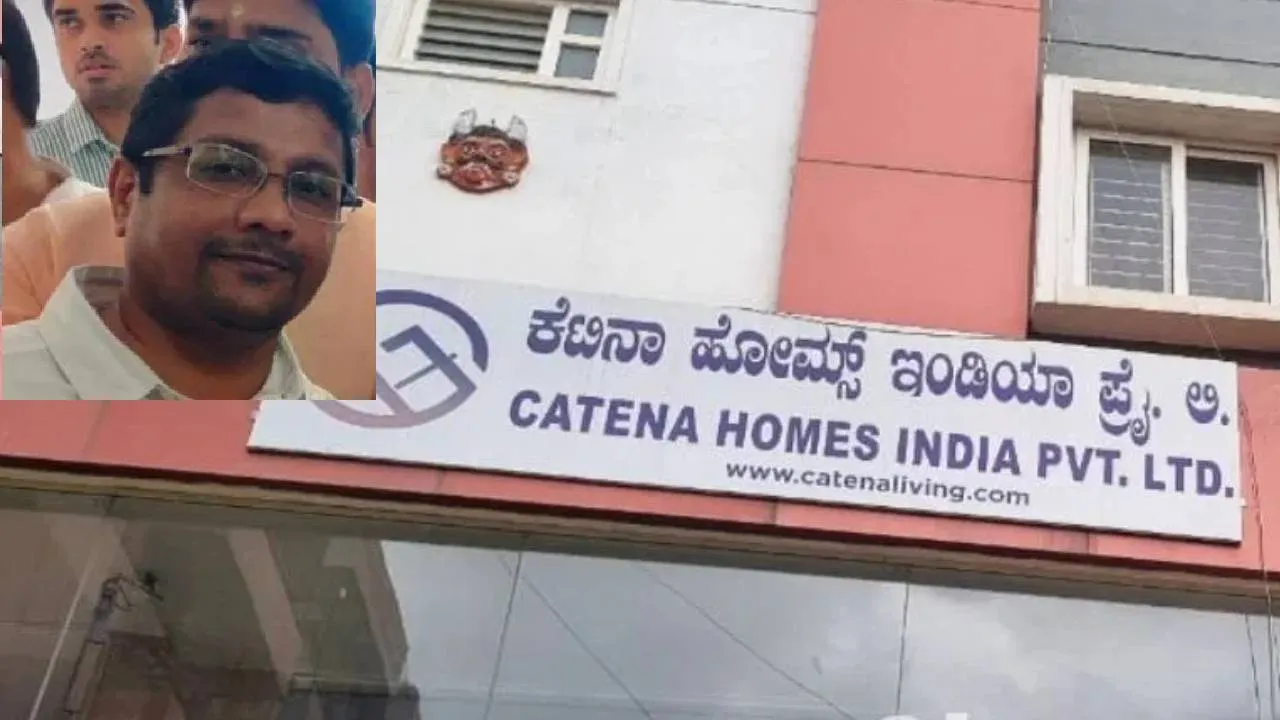 ಕೆಟಿನಾ ಹೋಮ್ಸ್ ಇಂಡಿಯಾ ಪ್ರೈ. ಲಿ.
CATENA HOMES INDIA PVT. LTD.
www.catenaliving.com